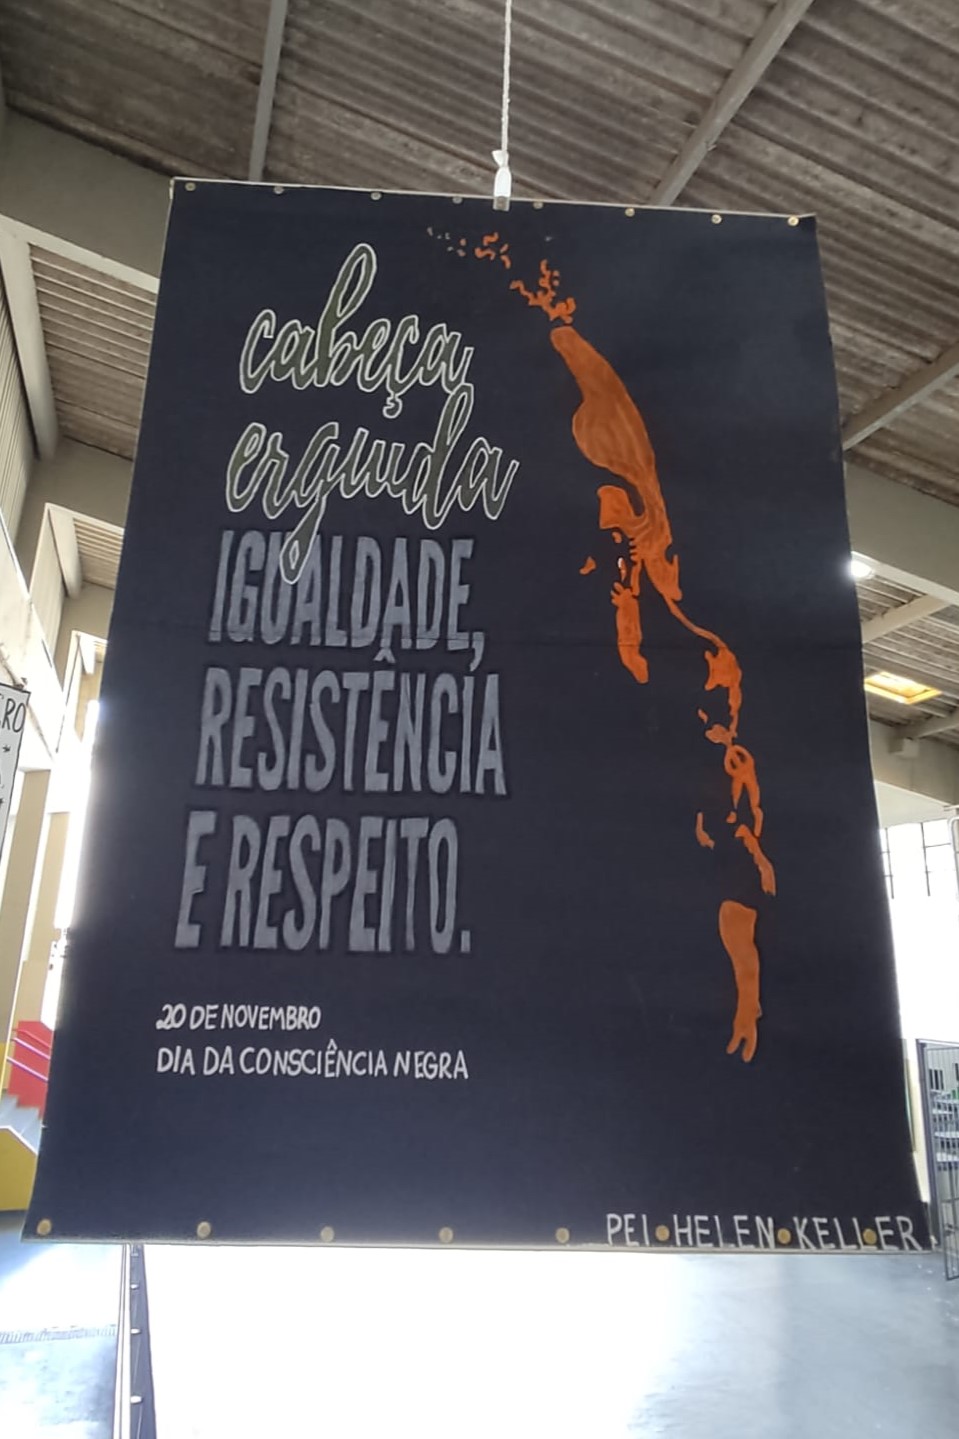 cabeça
erguida
IGUALDADE,
RESISTÊNCIA
E RESPEITO.
20 DE NOVEMBRO
DIA DA CONSCIÊNCIA NEGRA
PEI HELEN KELLER